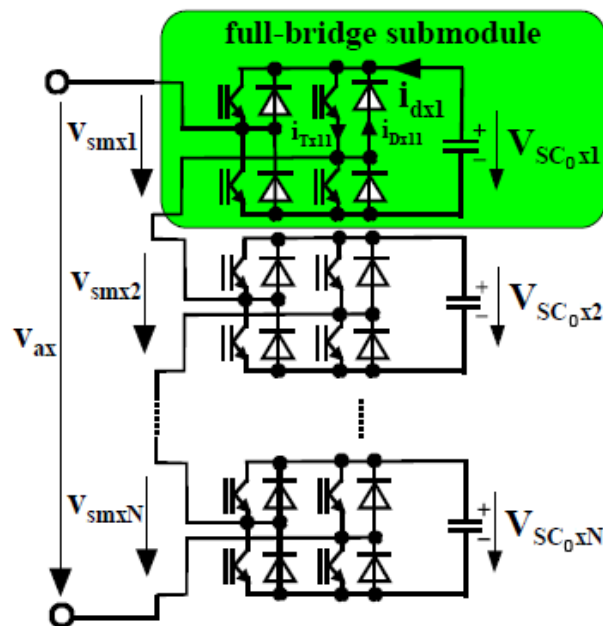 full-bridge submodule
idx1
vsmx1
iTx11
iDx11
+
−
VSC0x1
vsmx2
+
−
VSC0x2
vax
vsmxN
+
−
VSC0xN